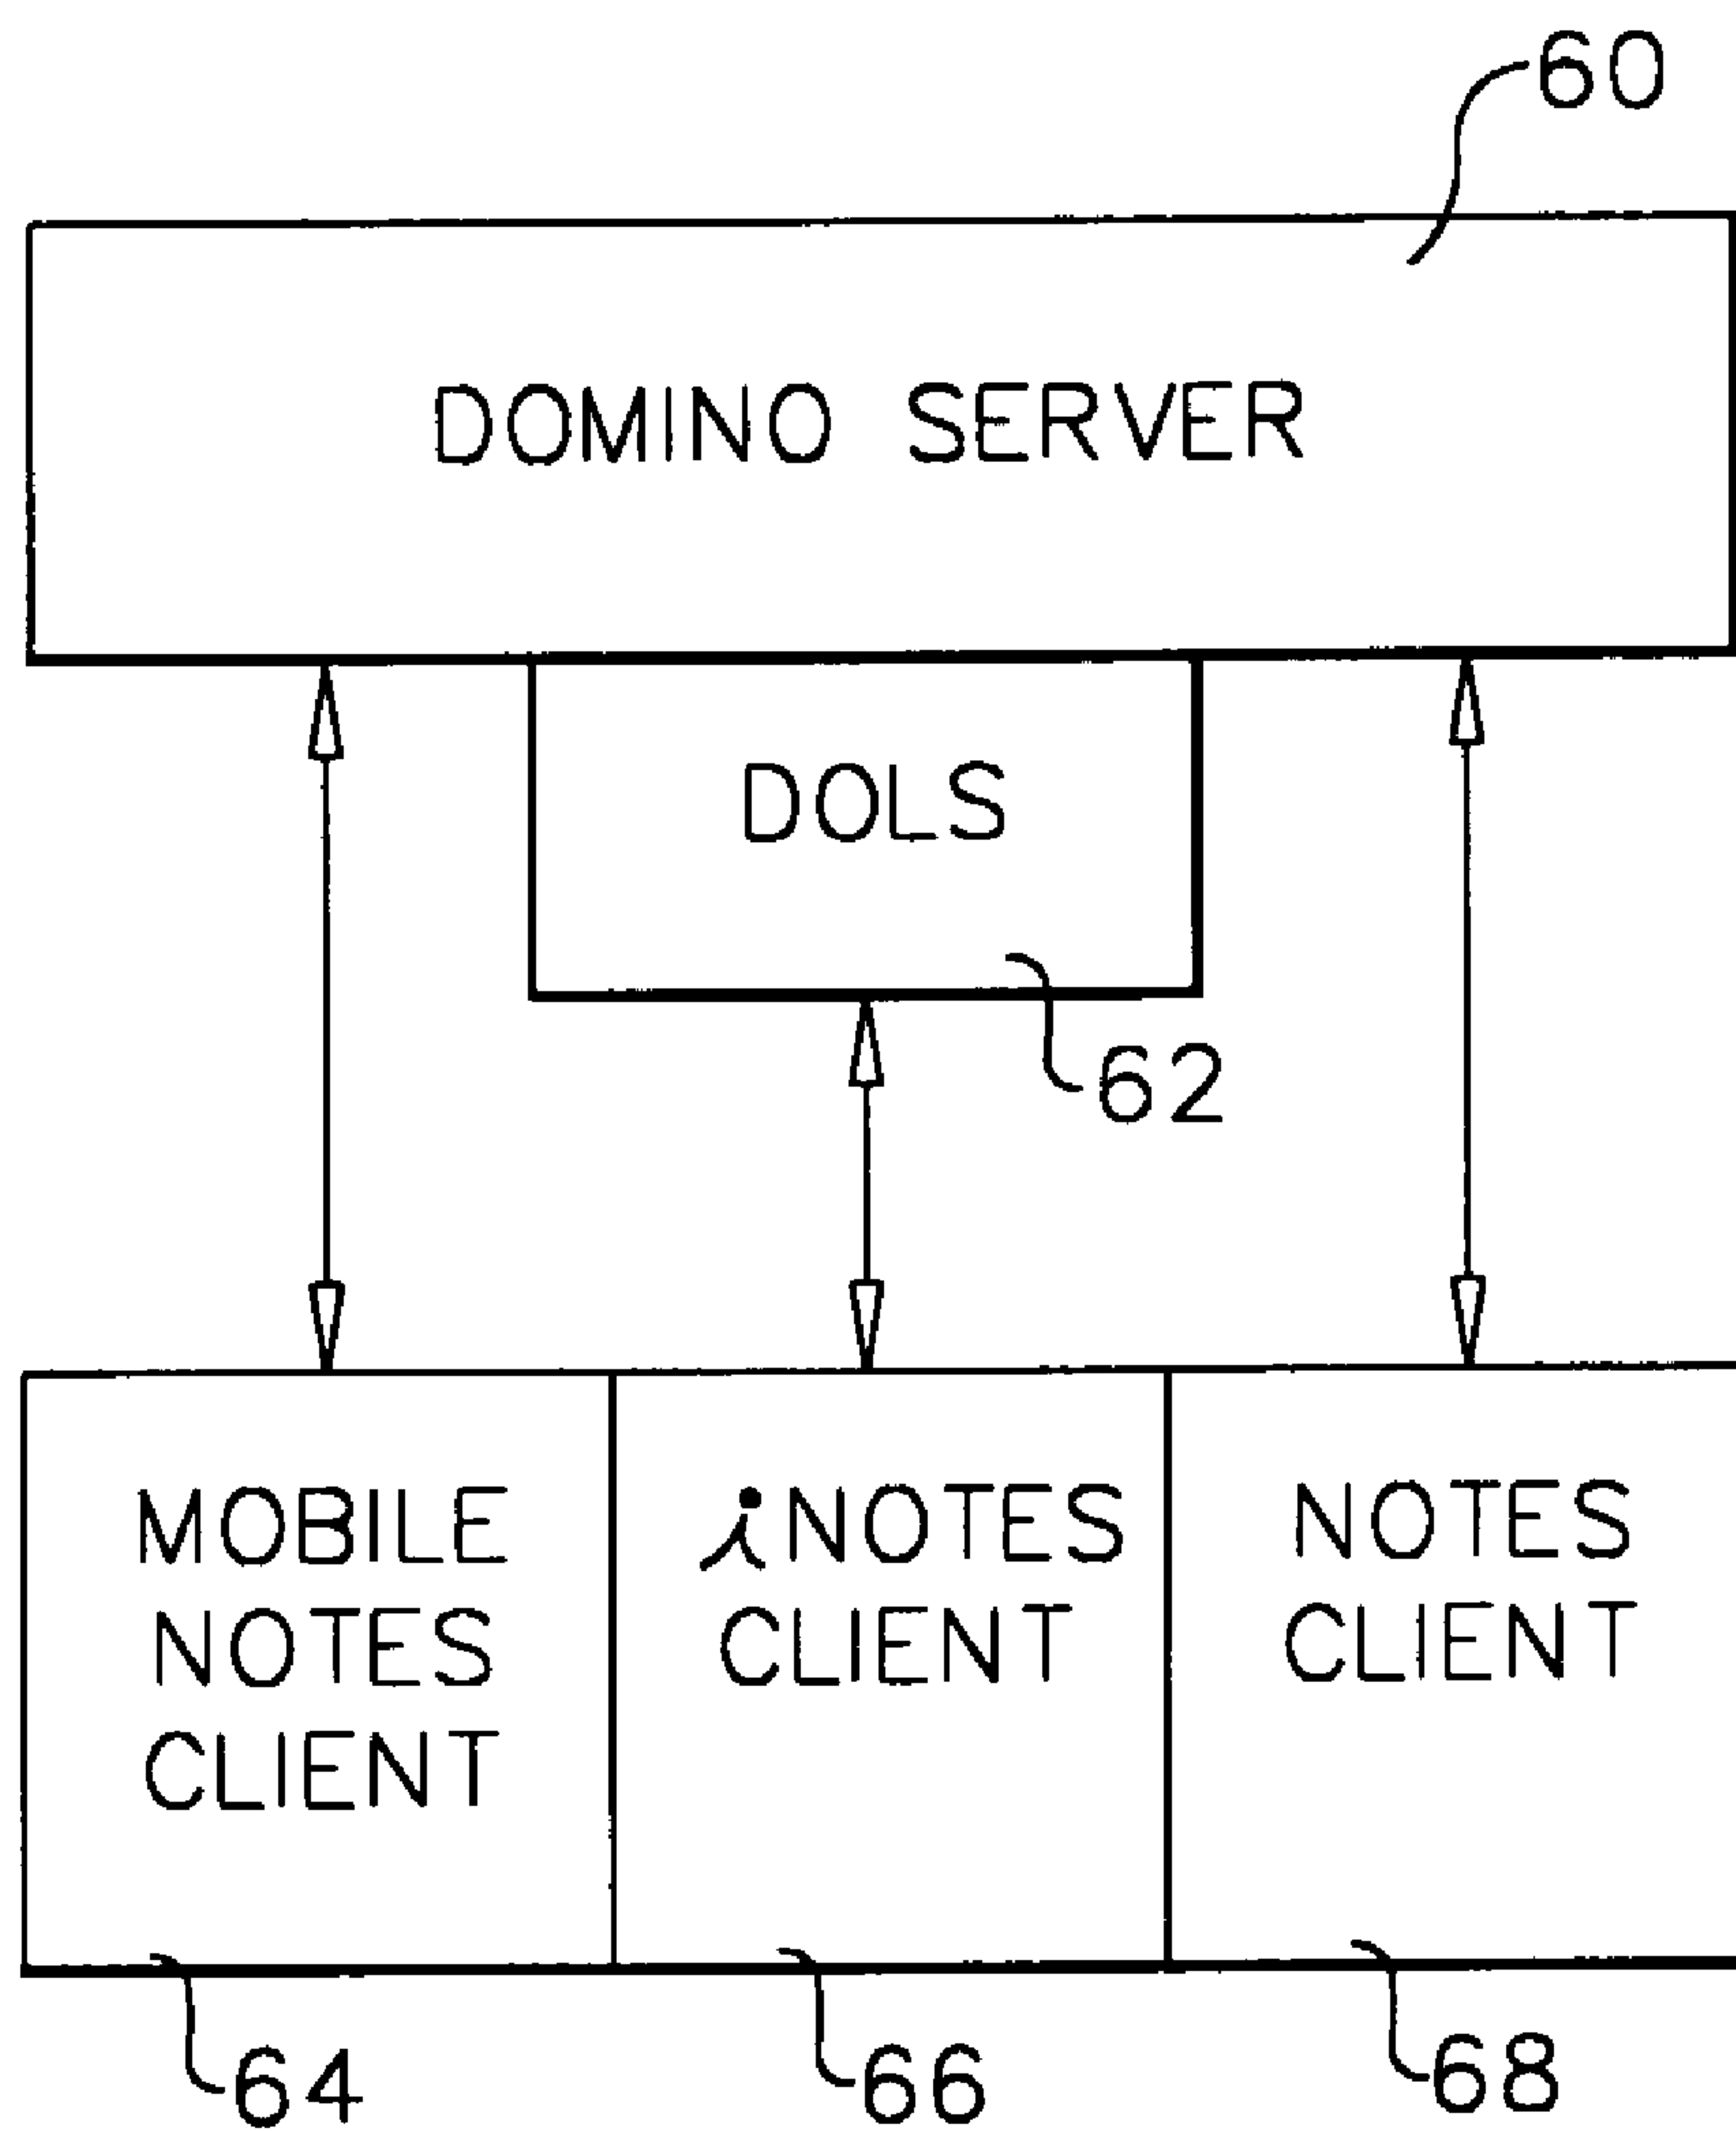 60
DOMINO SERVER
DOLS
62
MOBILE
NOTES
CLIENT
iNOTES
CLIENT
NOTES
CLIENT
64
66
68